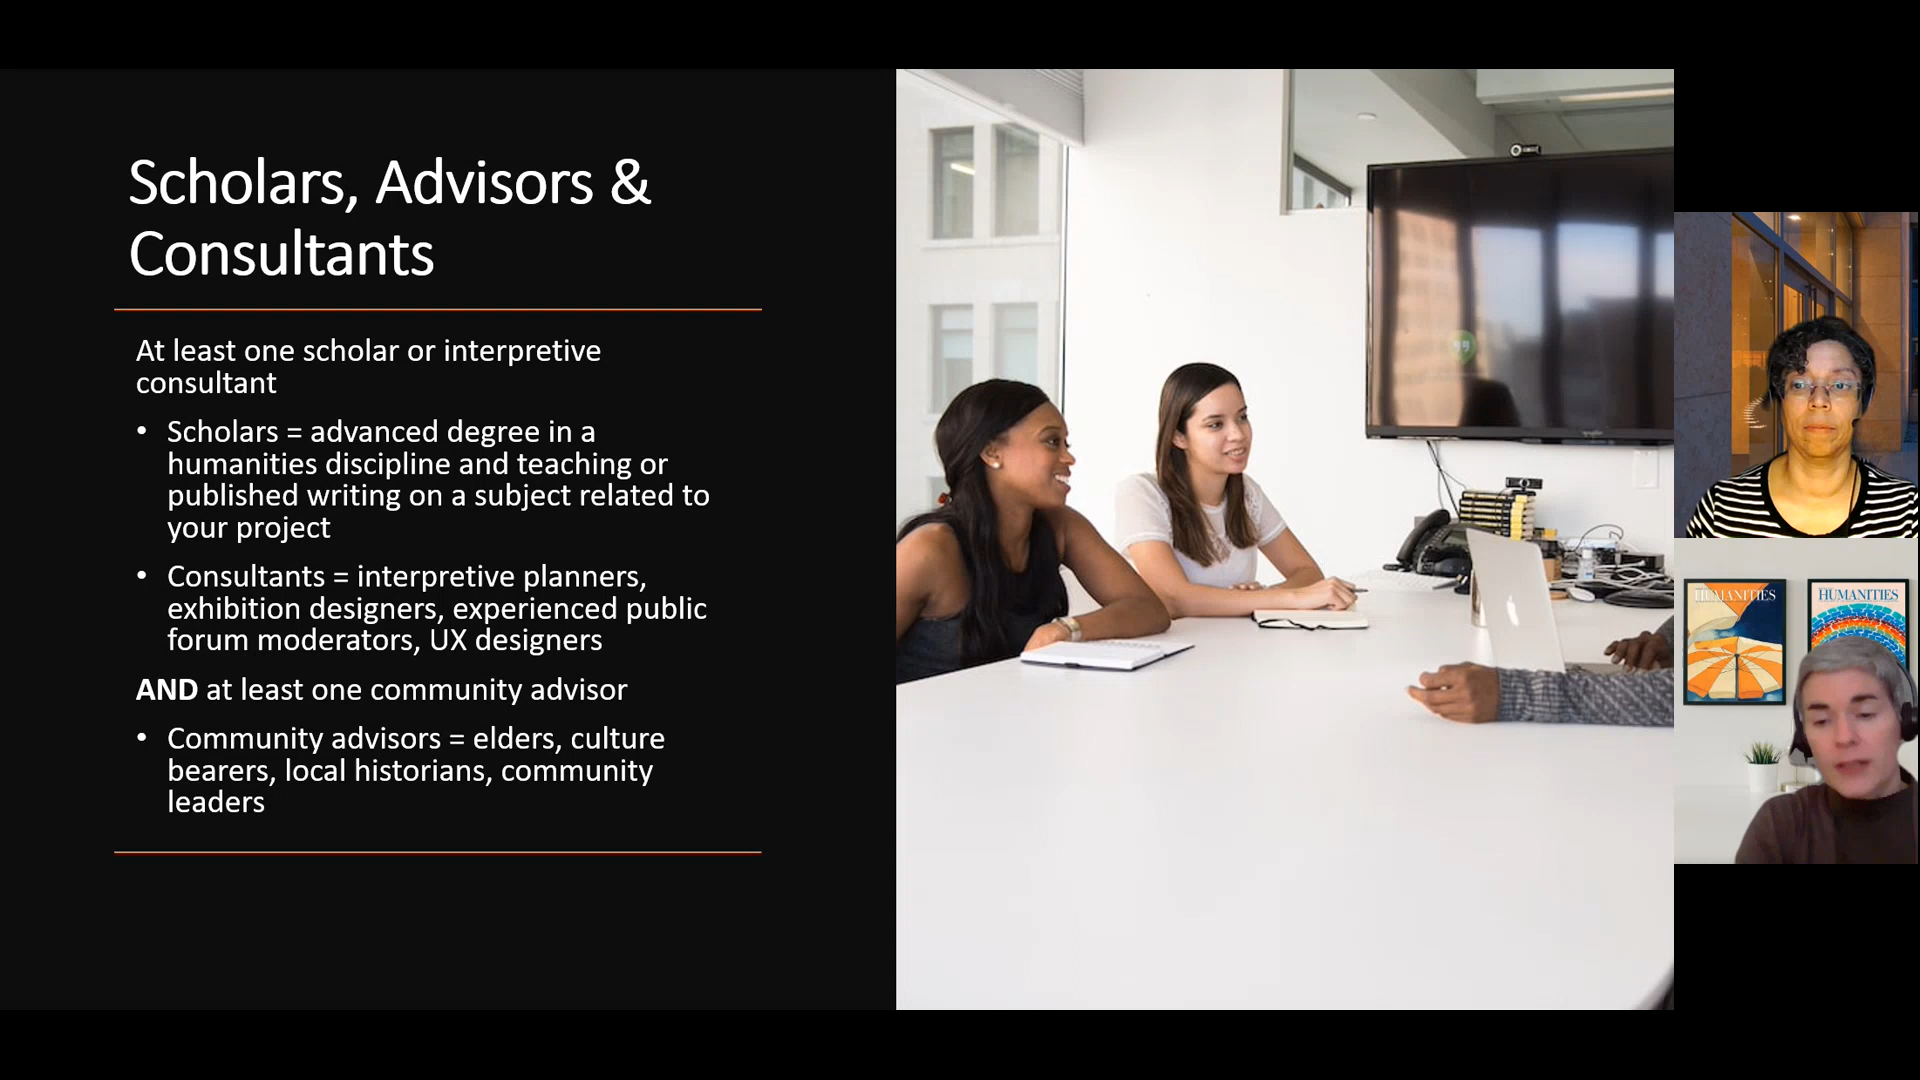 Scholars, Advisors &
Consultants
At least one scholar or interpretive
consultant
• Scholars = advanced degree in a
humanities discipline and teaching or
published writing on a subject related to
your project
• Consultants = interpretive planners,
exhibition designers, experienced public
forum moderators, UX designers
AND at least one community advisor
• Community advisors = elders, culture
bearers, local historians, community
leaders
HUMANITIES
HUMANITIES